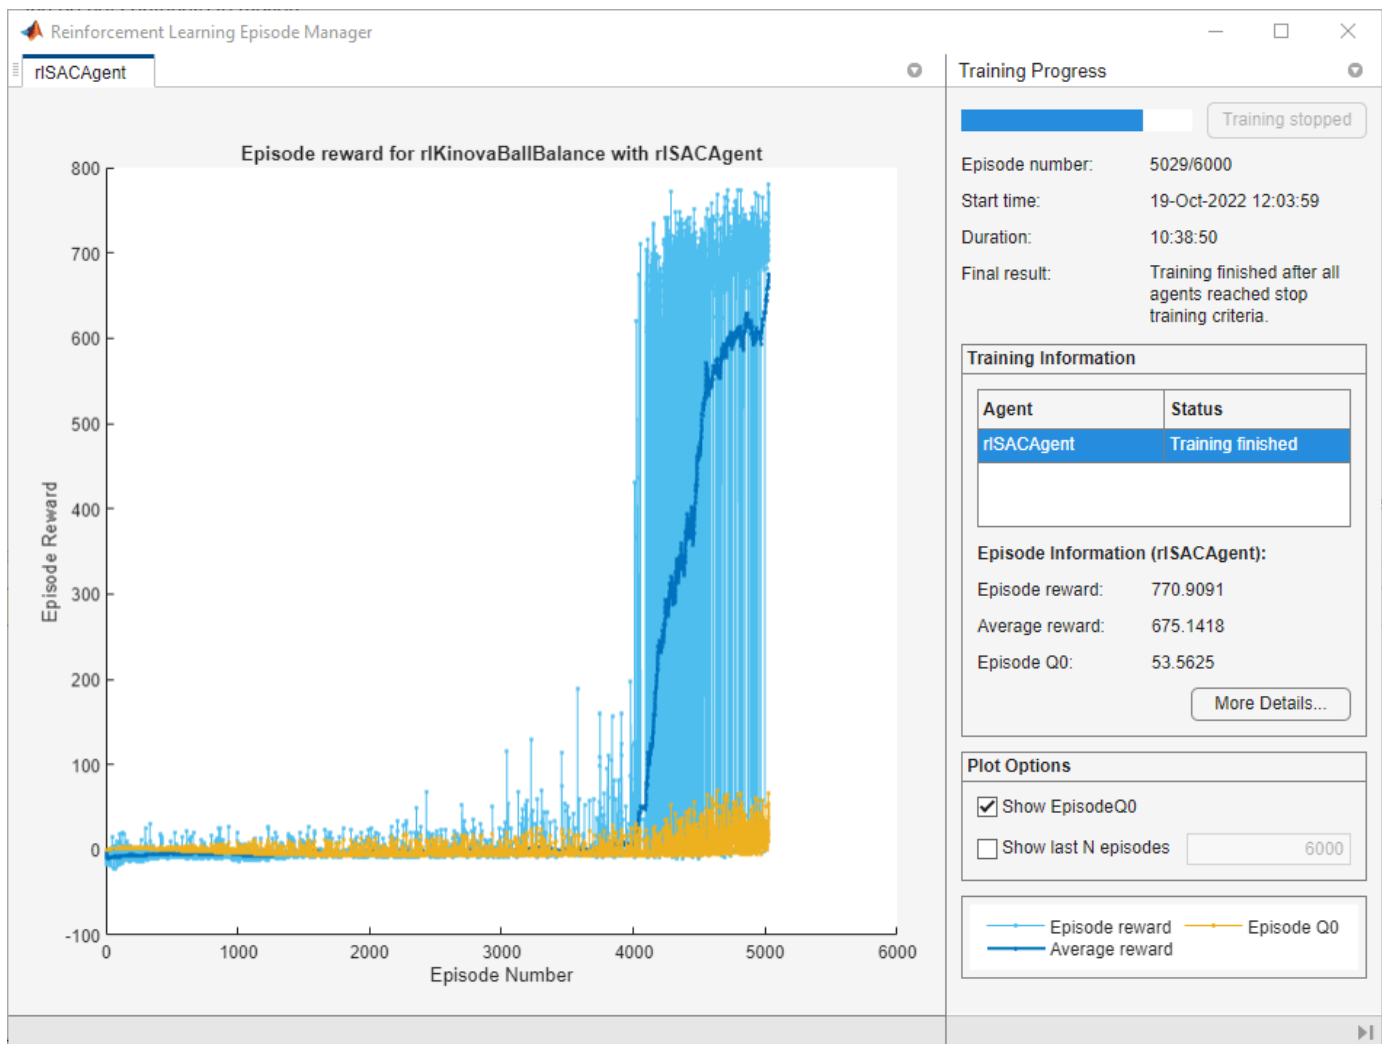 Reinforcement Learning Episode Manager
rlSACAgent
Episode reward for rlKinovaBallBalance with rlSACAgent
800
700
600
500
400
300
200
100
0
-100
Episode Reward
0 1000 2000 3000 4000 5000 6000
Episode Number
Training Progress
Training stopped
Episode number: 5029/6000
Start time: 19-Oct-2022 12:03:59
Duration: 10:38:50
Final result: Training finished after all
agents reached stop
training criteria.
Training Information
Agent Status
rlSACAgent Training finished
Episode Information (rlSACAgent):
Episode reward: 770.9091
Average reward: 675.1418
Episode Q0: 53.5625
More Details...
Plot Options
Show EpisodeQ0
Show last N episodes 6000
Episode reward Episode Q0
Average reward